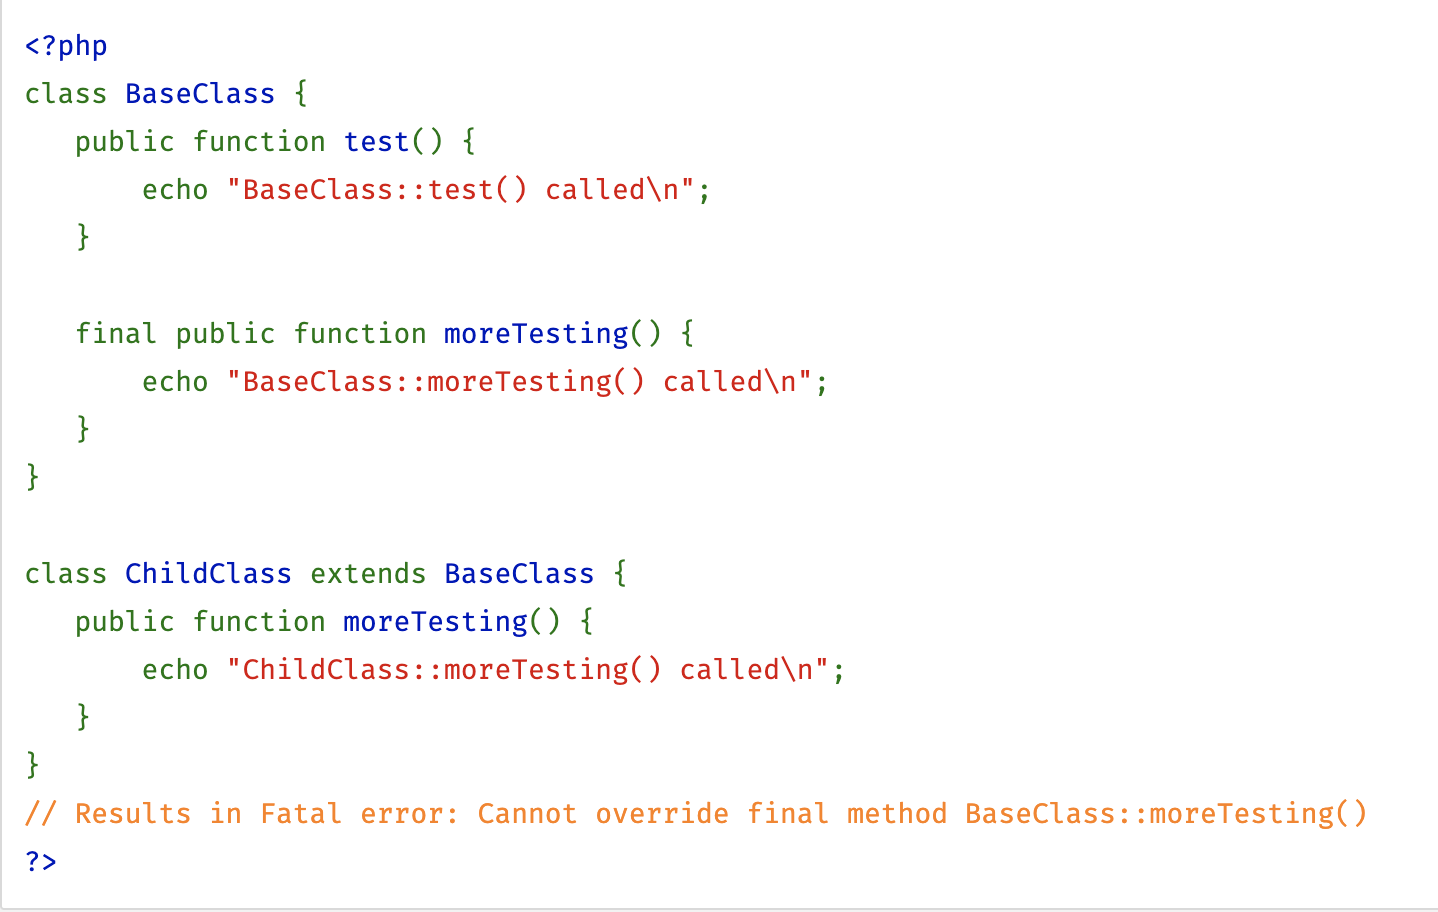 <?php
class BaseClass {
   public function test() {
       echo "BaseClass::test() called\n";
   }

   final public function moreTesting() {
       echo "BaseClass::moreTesting() called\n";
   }
}

class ChildClass extends BaseClass {
   public function moreTesting() {
       echo "ChildClass::moreTesting() called\n";
   }
}
// Results in Fatal error: Cannot override final method BaseClass::moreTesting()
?>